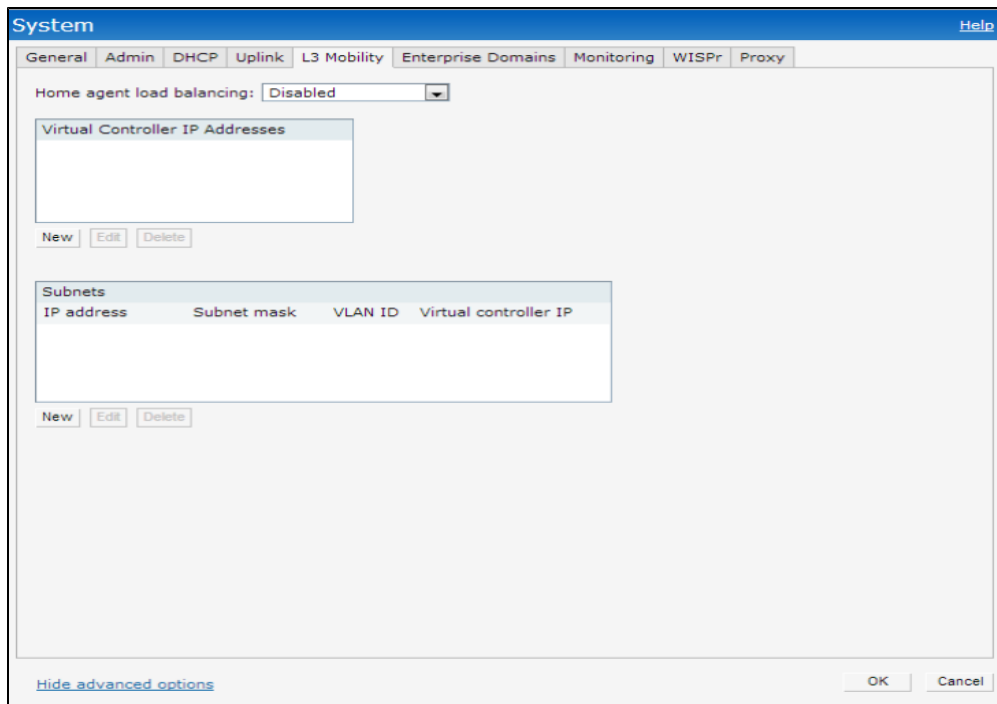 System Help
General Admin DHCP Uplink L3 Mobility Enterprise Domains Monitoring WISPr Proxy
Home agent load balancing: Disabled
Virtual Controller IP Addresses
New Edit Delete
Subnets
IP address Subnet mask VLAN ID Virtual controller IP
New Edit Delete
Hide advanced options OK Cancel